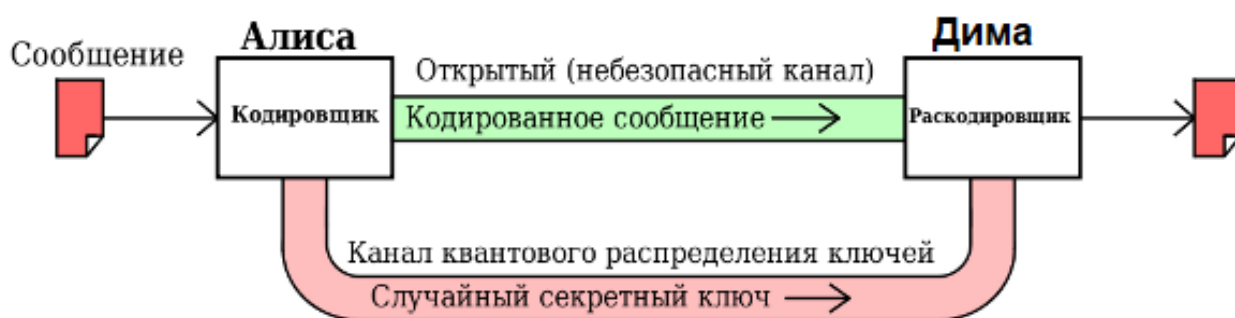 Алиса
Дима
Сообщение
Открытый (небезопасный канал)
Кодировщик
Кодированное сообщение
Раскодировщик
Канал квантового распределения ключей
Случайный секретный ключ